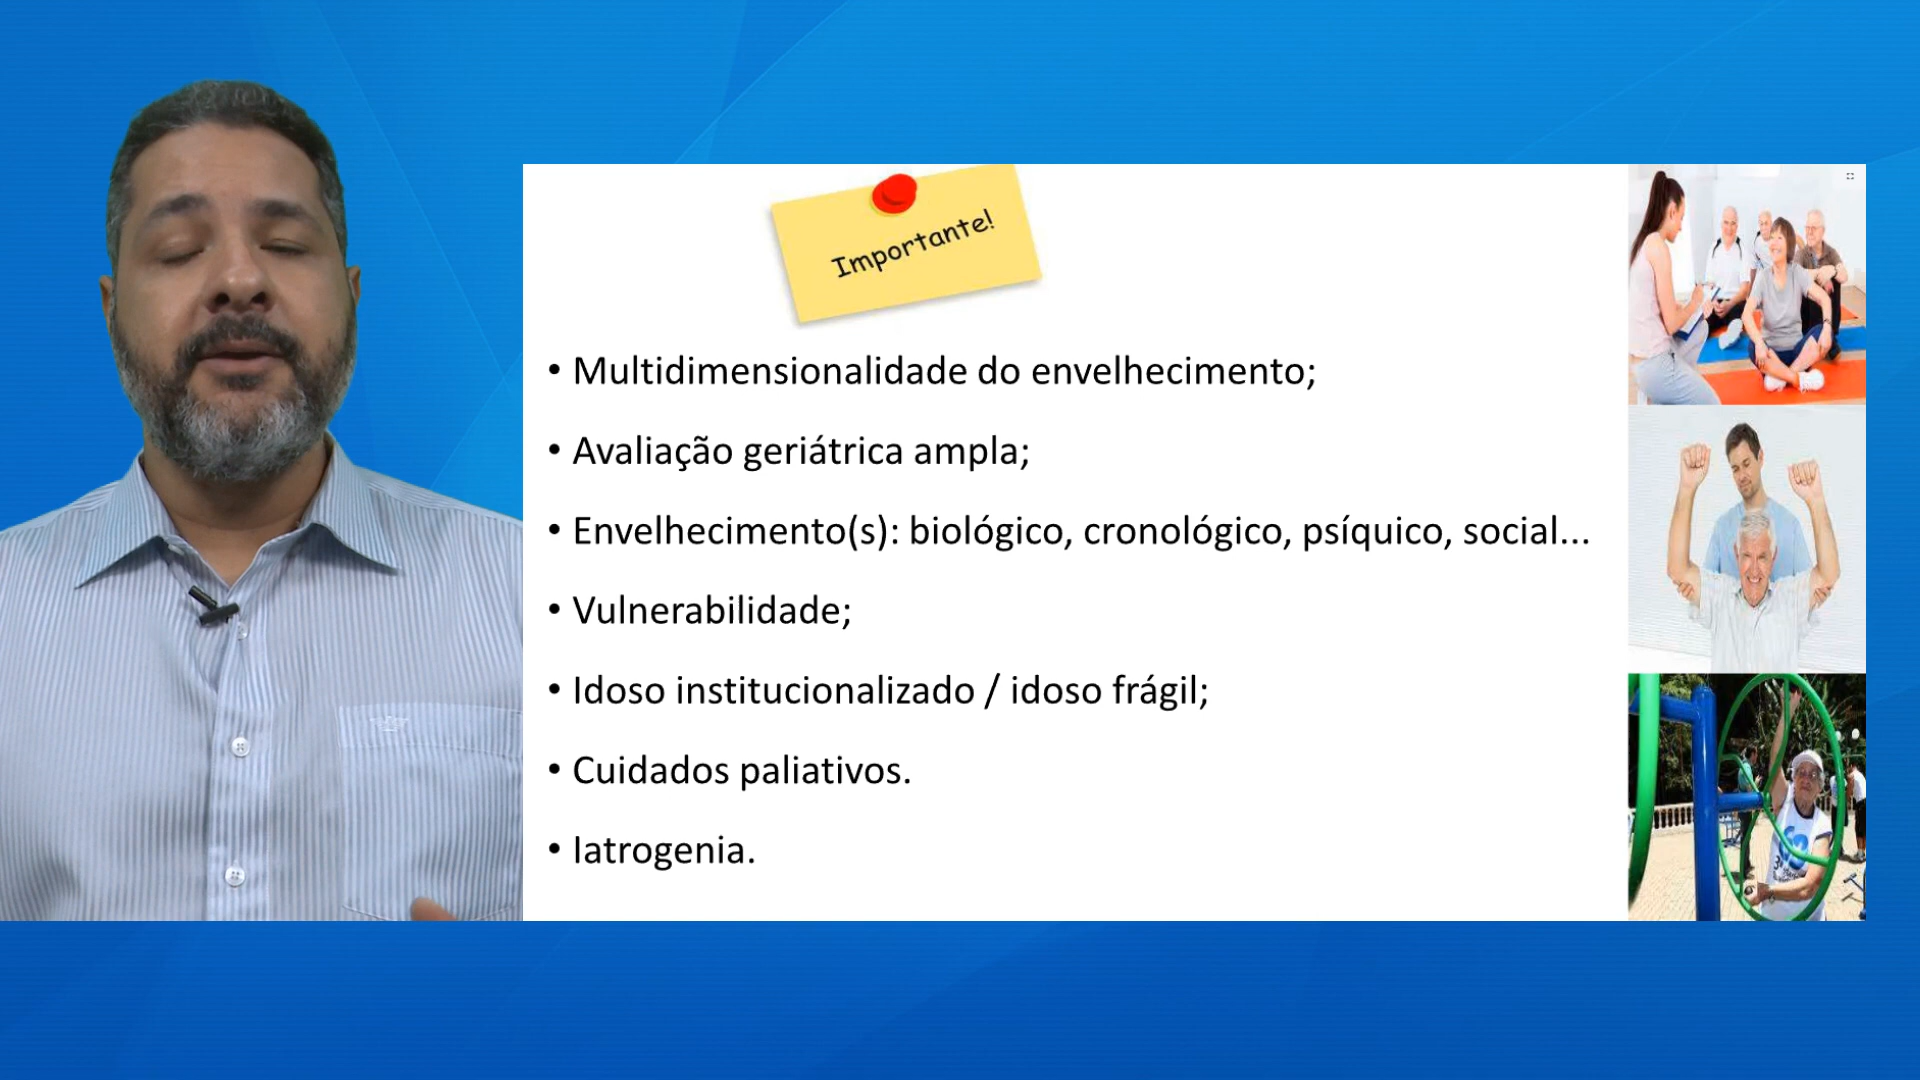 Importante!
• Multidimensionalidade do envelhecimento;
• Avaliação geriátrica ampla;
• Envelhecimento(s): biológico, cronológico, psíquico, social...
• Vulnerabilidade;
• Idoso institucionalizado / idoso frágil;
• Cuidados paliativos.
• Iatrogenia.